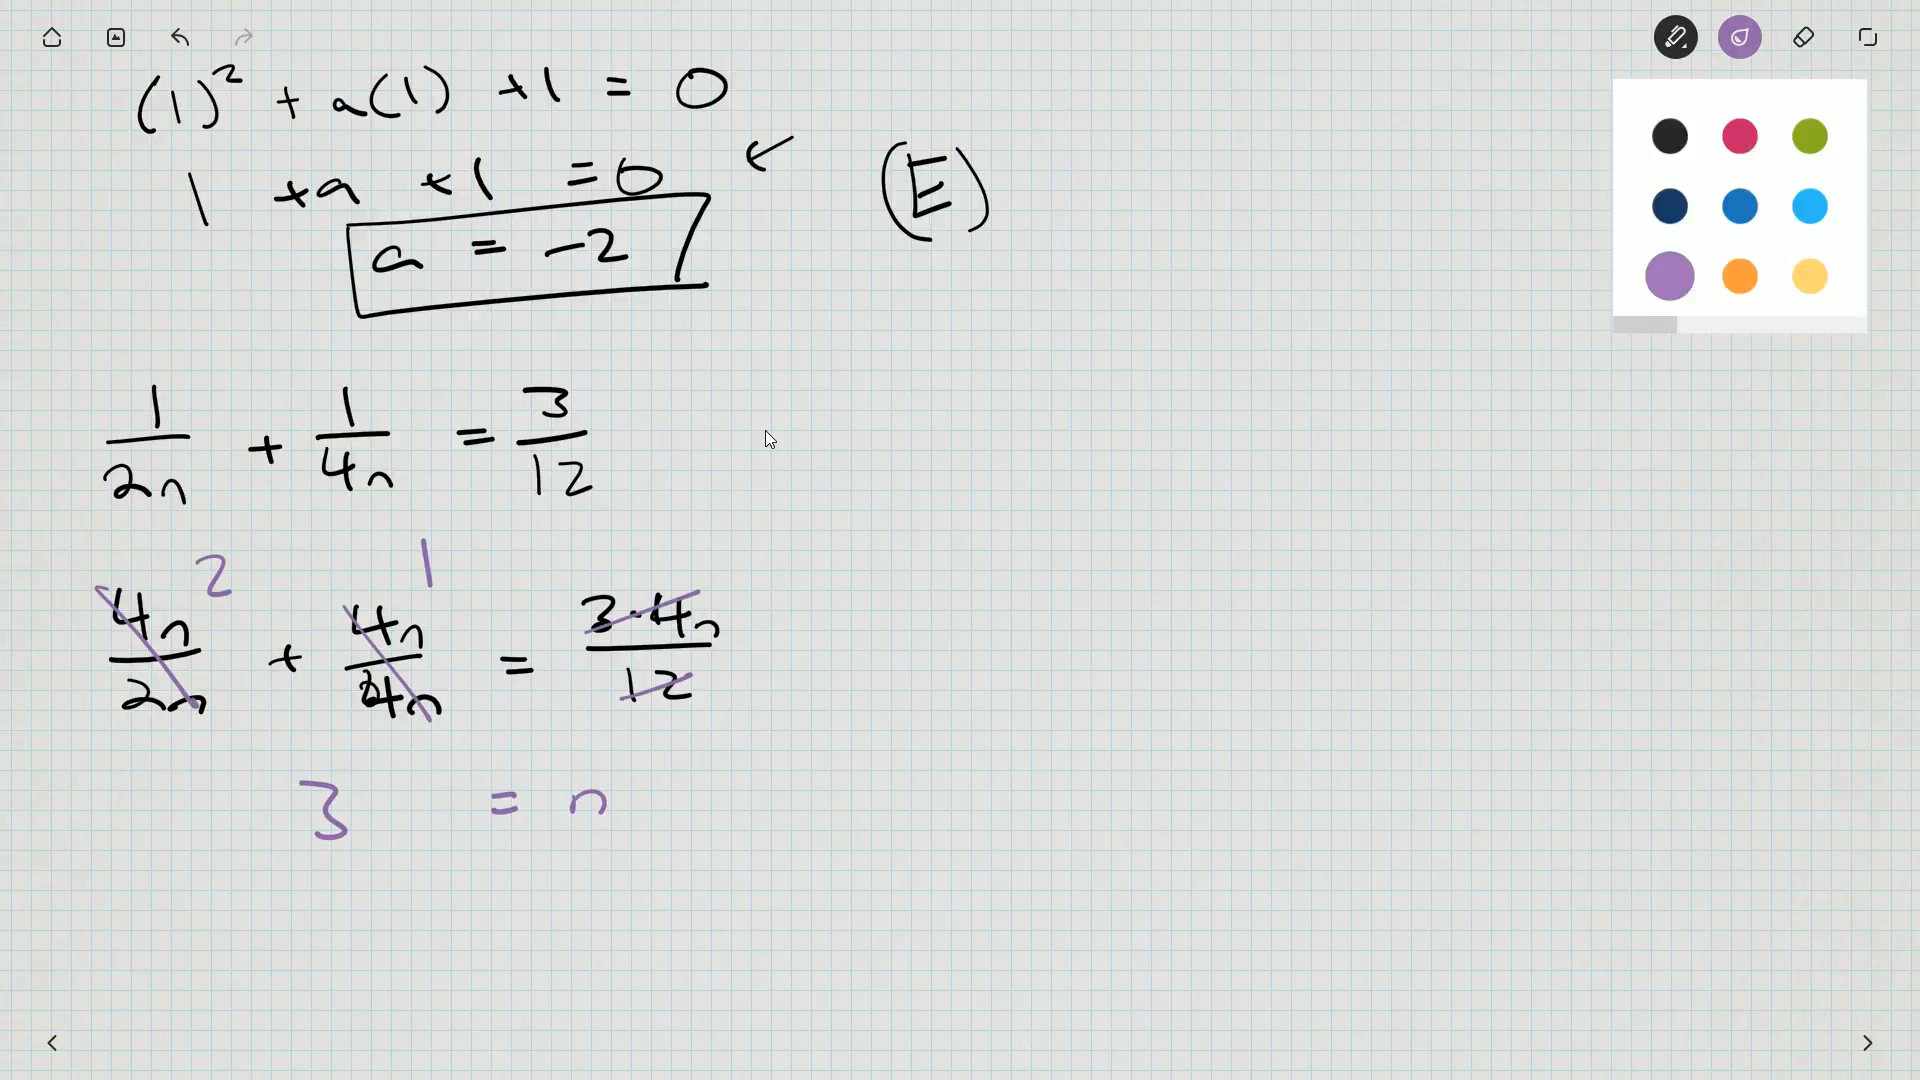 (1)² + a(1) + 1 = 0
1 + a + 1 = 0 ← (E)
a = -2
1/2n + 1/4n = 3/12
2 1
4n/2n + 4n/4n = 3·4n/12
3 = n